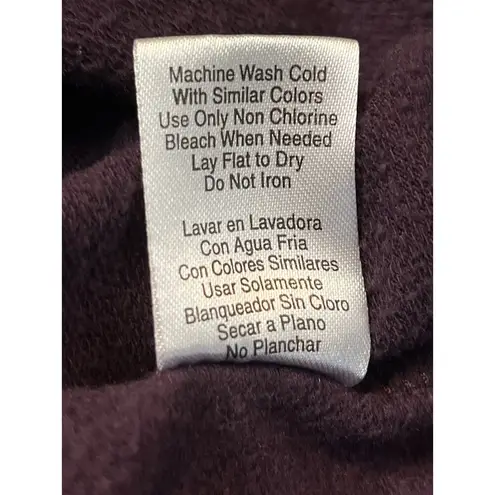 Machine Wash Cold
With Similar Colors
Use Only Non Chlorine
Bleach When Needed
Lay Flat to Dry
Do Not Iron
Lavar en Lavadora
Con Agua Fria
Con Colores Similares
Usar Solamente
Blanqueador Sin Cloro
Secar a Plano
No Planchar